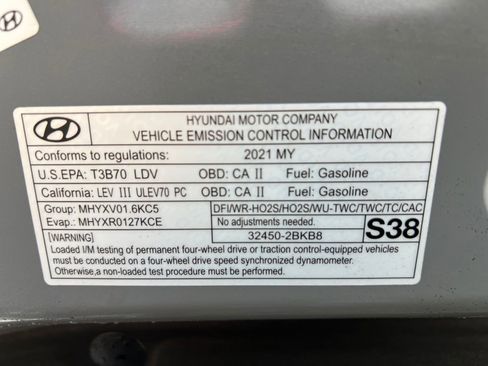 HYUNDAI MOTOR COMPANY
VEHICLE EMISSION CONTROL INFORMATION
Conforms to regulations: 2021 MY
U.S.EPA: T3B70 LDV OBD: CA II Fuel: Gasoline
California: LEV III ULEV70 PC OBD: CA II Fuel: Gasoline
Group: MHYXV01.6KC5 DFI/WR-HO2S/HO2S/WU-TWC/TWC/TC/CAC
Evap.: MHYXR0127KCE No adjustments needed.
32450-2BKB8 S38
[WARNING]
Loaded I/M testing of permanent four-wheel drive or traction control-equipped vehicles
must be conducted on a four-wheel drive speed synchronized dynamometer.
Otherwise,a non-loaded test procedure must be performed.